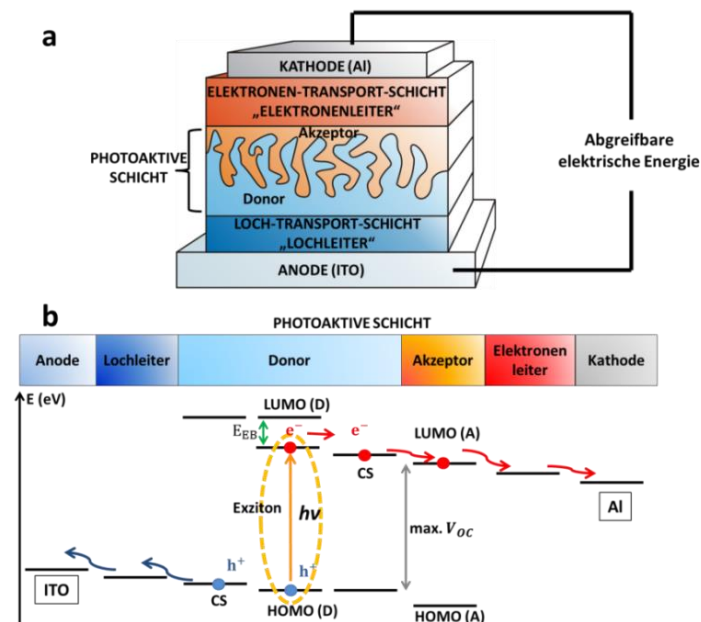 a
KATHODE (Al)
ELEKTRONEN-TRANSPORT-SCHICHT
„ELEKTRONENLEITER“
Akzeptor
PHOTOAKTIVE
SCHICHT
Donor
LOCH-TRANSPORT-SCHICHT
„LOCHLEITER“
ANODE (ITO)
Abgreifbare
elektrische Energie
b
PHOTOAKTIVE SCHICHT
Anode
Lochleiter
Donor
Akzeptor
Elektronen
leiter
Kathode
E (eV)
LUMO (D)
E_EB
e⁻
e⁻
LUMO (A)
CS
Exziton
hν
max. V_OC
Al
h⁺
h⁺
ITO
CS
HOMO (D)
HOMO (A)